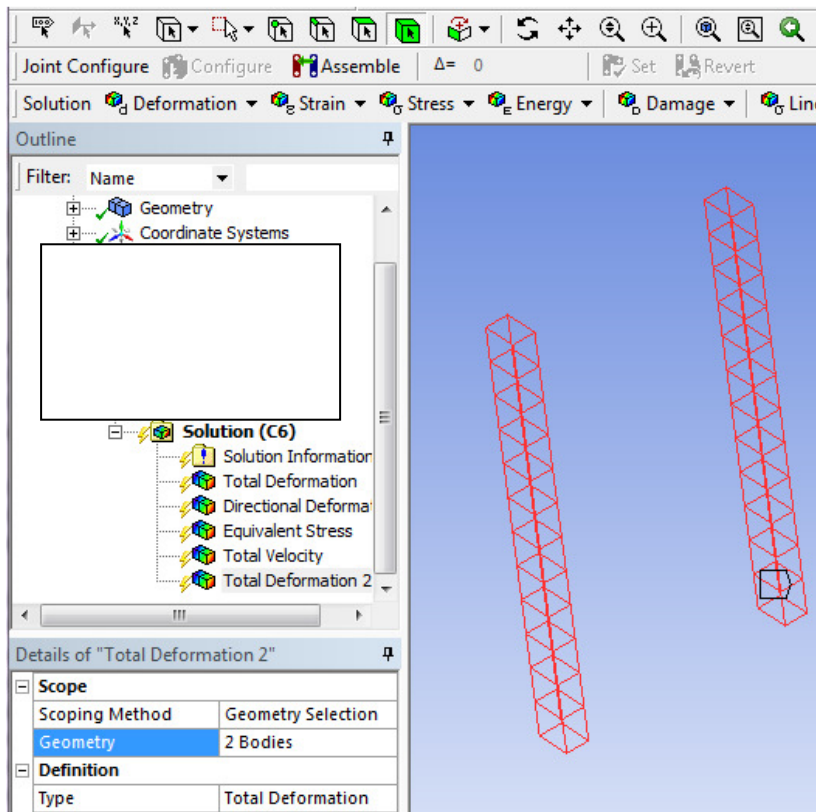 Joint Configure Configure Assemble Δ= 0 Set Revert
Solution Deformation Strain Stress Energy Damage Lin
Outline
Filter: Name
Geometry
Coordinate Systems
Solution (C6)
Solution Information
Total Deformation
Directional Deformat
Equivalent Stress
Total Velocity
Total Deformation 2
Details of "Total Deformation 2"
Scope
Scoping Method Geometry Selection
Geometry 2 Bodies
Definition
Type Total Deformation